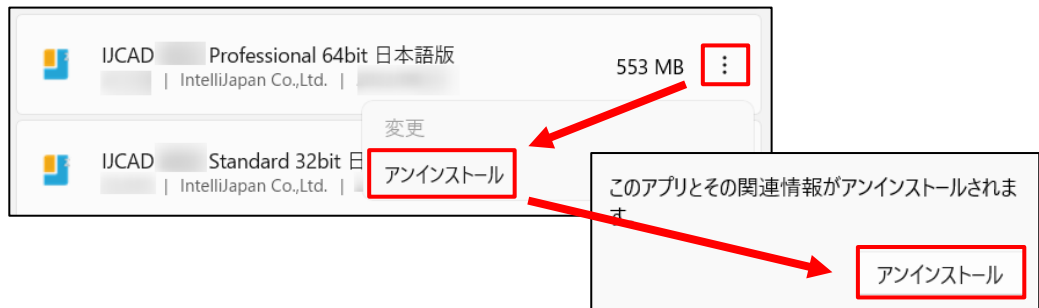 IJCAD Professional 64bit 日本語版
| IntelliJapan Co.,Ltd. |
553 MB
変更
アンインストール
IJCAD Standard 32bit 日
| IntelliJapan Co.,Ltd. |
このアプリとその関連情報がアンインストールされま
す。
アンインストール